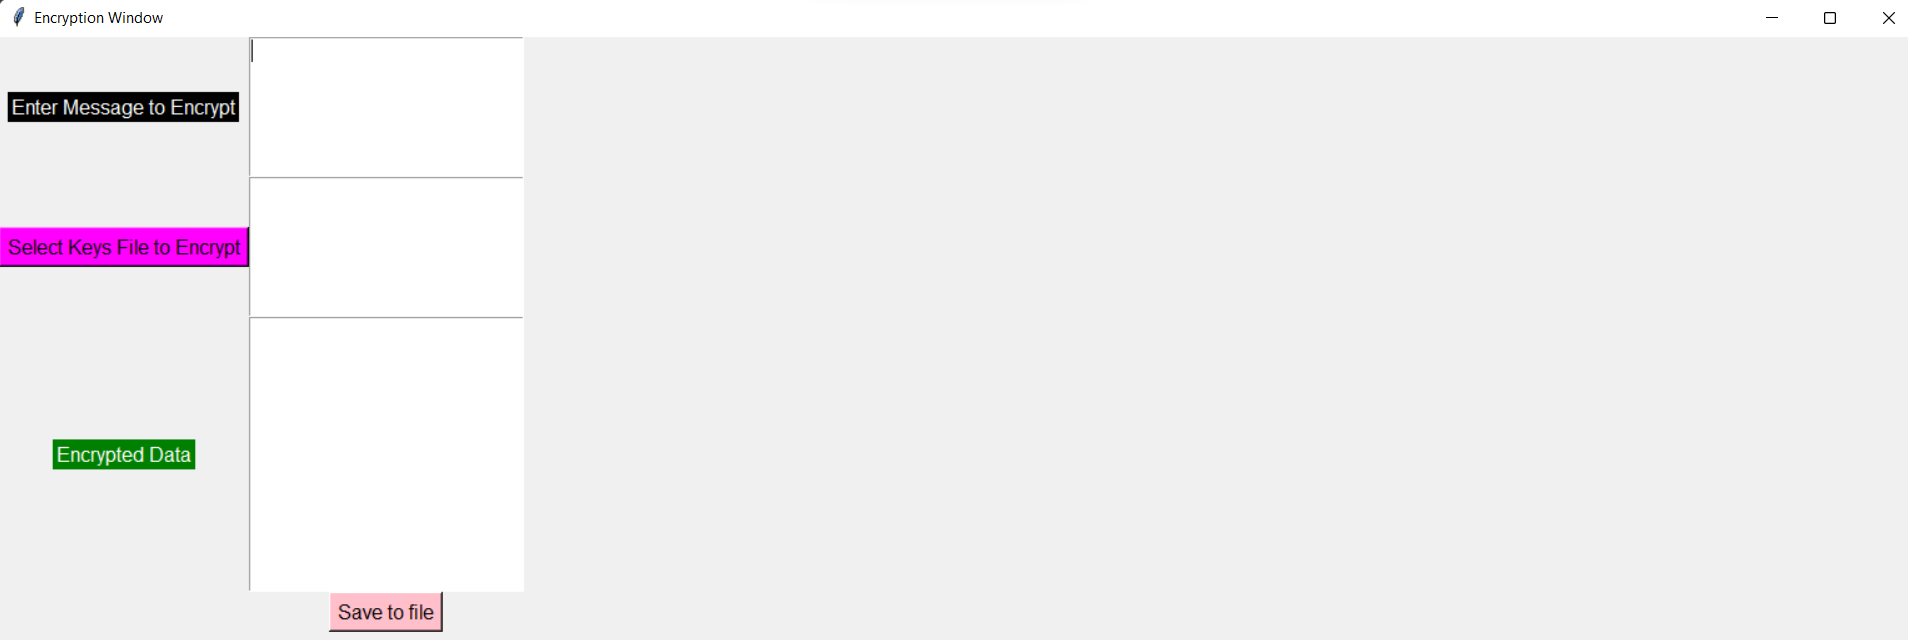 Encryption Window
Enter Message to Encrypt
Select Keys File to Encrypt
Encrypted Data
Save to file